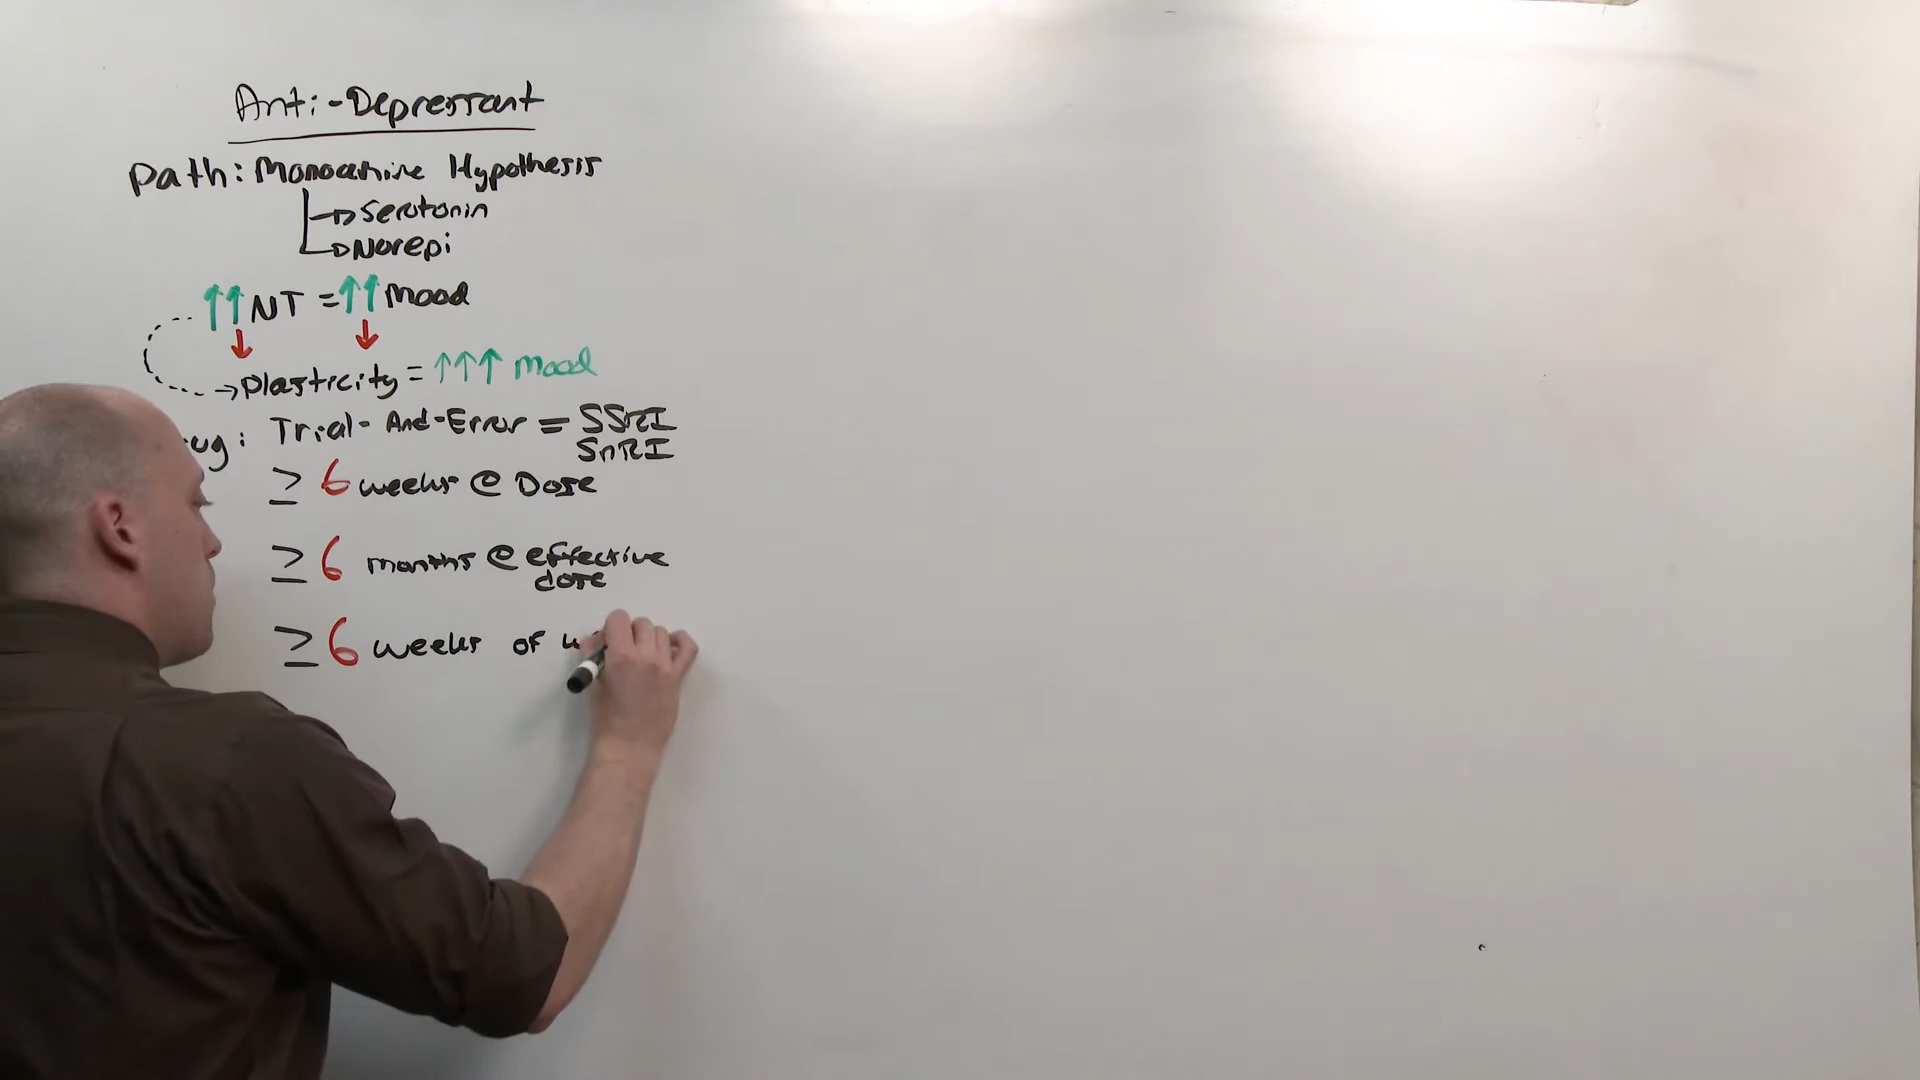 Anti-Depressant
Path: Monoamine Hypothesis
→ Serotonin
→ Norepi
↑↑ NT = ↑↑ Mood
↓ ↓
→ Plasticity = ↑↑↑ Mood
Trial-And-Error = SSRI
SnRI
≥ 6 weeks @ Dose
≥ 6 months @ effective
dose
≥ 6 weeks of